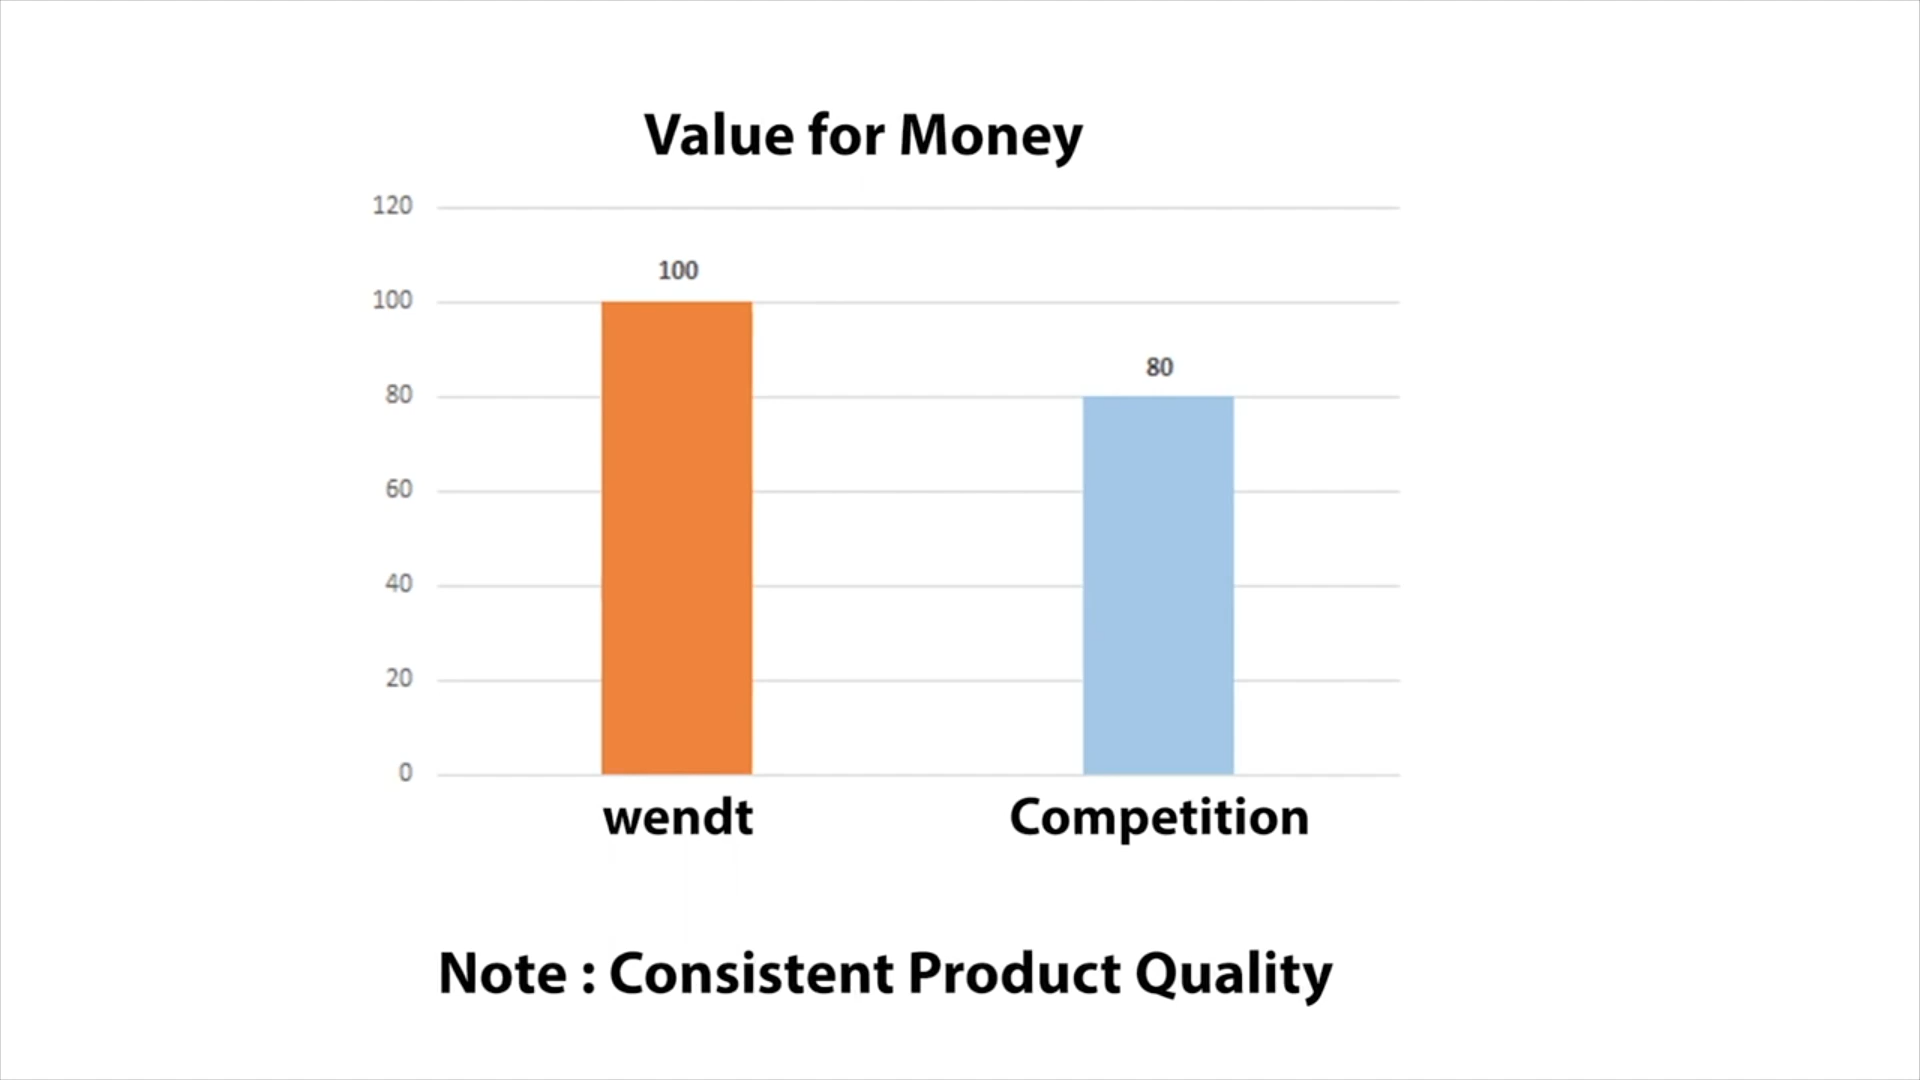 Value for Money
120
100
100
80
80
60
40
20
0
wendt
Competition
Note : Consistent Product Quality